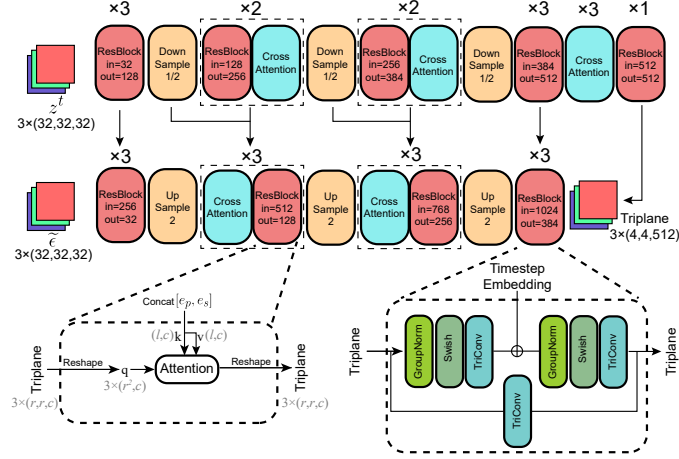 ×3
×2
×2
×3
×3
×1
ResBlock
in=32
out=128
Down
Sample
1/2
ResBlock
in=128
out=256
Cross
Attention
Down
Sample
1/2
ResBlock
in=256
out=384
Cross
Attention
Down
Sample
1/2
ResBlock
in=384
out=512
Cross
Attention
ResBlock
in=512
out=512
z^t
3×(32,32,32)
×3
×3
×3
×3
ResBlock
in=256
out=32
Up
Sample
2
Cross
Attention
ResBlock
in=512
out=128
Up
Sample
2
Cross
Attention
ResBlock
in=768
out=256
Up
Sample
2
ResBlock
in=1024
out=384
Triplane
3×(4,4,512)
ϵ̃
3×(32,32,32)
Concat[e_p, e_s]
(l,c) k v (l,c)
Triplane
Reshape
q
Attention
Reshape
Triplane
3×(r²,c)
3×(r,r,c)
3×(r,r,c)
Timestep
Embedding
Triplane
GroupNorm
Swish
TriConv
GroupNorm
Swish
TriConv
Triplane
TriConv